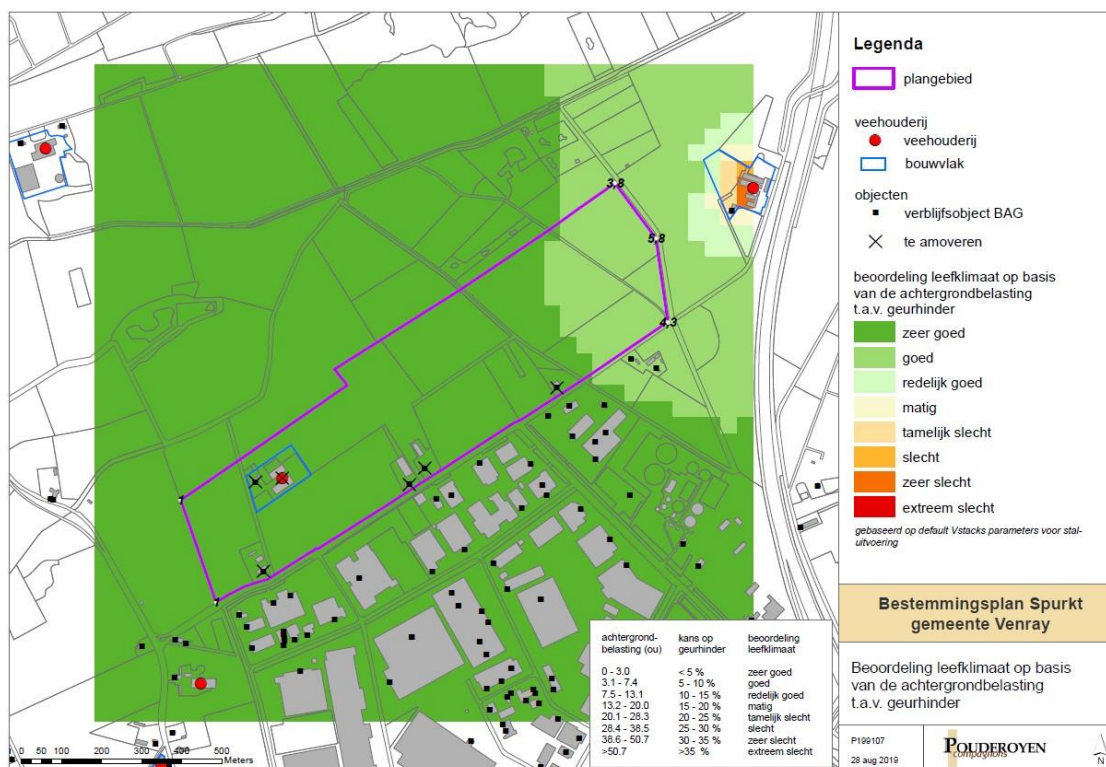 Legenda
plangebied
veehouderij
veehouderij
bouwvlak
objecten
verblijfsobject BAG
te amoveren
beoordeling leefklimaat op basis
van de achtergrondbelasting
t.a.v. geurhinder
zeer goed
goed
redelijk goed
matig
tamelijk slecht
slecht
zeer slecht
extreem slecht
gebaseerd op default Vstacks parameters voor stal-
uitvoering
3,8
5,8
4,3
1
1
achtergrond- kans op beoordeling
belasting (ou) geurhinder leefklimaat
0 - 3.0 < 5 % zeer goed
3.1 - 7.4 5 - 10 % goed
7.5 - 13.1 10 - 15 % redelijk goed
13.2 - 20.0 15 - 20 % matig
20.1 - 28.3 20 - 25 % tamelijk slecht
28.4 - 38.5 25 - 30 % slecht
38.6 - 50.7 30 - 35 % zeer slecht
>50.7 >35 % extreem slecht
0 50 100 200 300 400 500
Meters
Bestemmingsplan Spurkt
gemeente Venray
Beoordeling leefklimaat op basis
van de achtergrondbelasting
t.a.v. geurhinder
P199107
28 aug 2019
POUDEROYEN
compagnons
N